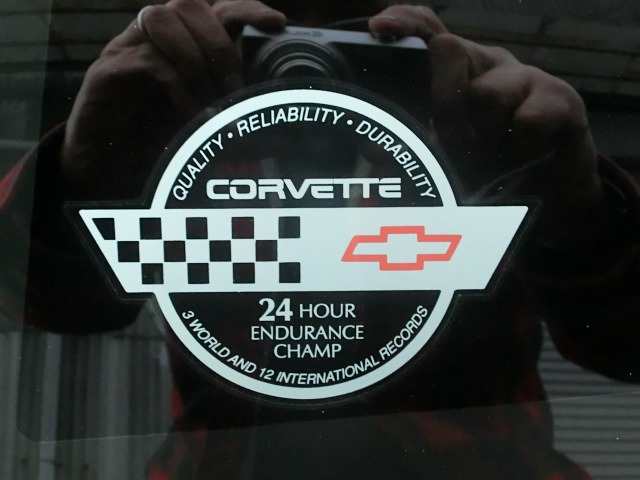 QUALITY • RELIABILITY • DURABILITY
CORVETTE
24 HOUR
ENDURANCE
CHAMP
3 WORLD AND 12 INTERNATIONAL RECORDS